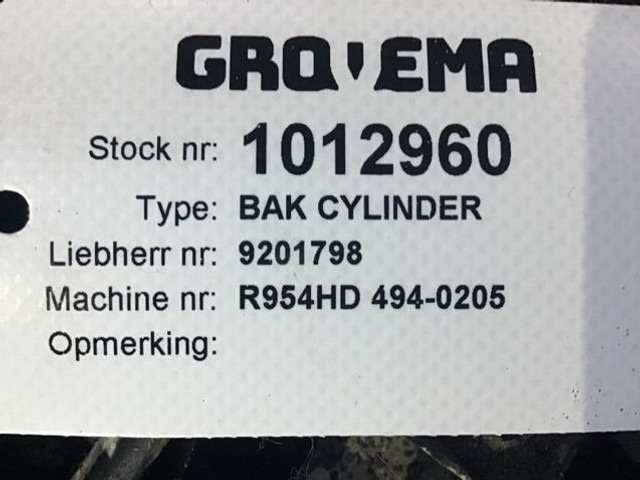 GROVEMA
Stock nr: 1012960
Type: BAK CYLINDER
Liebherr nr: 9201798
Machine nr: R954HD 494-0205
Opmerking: